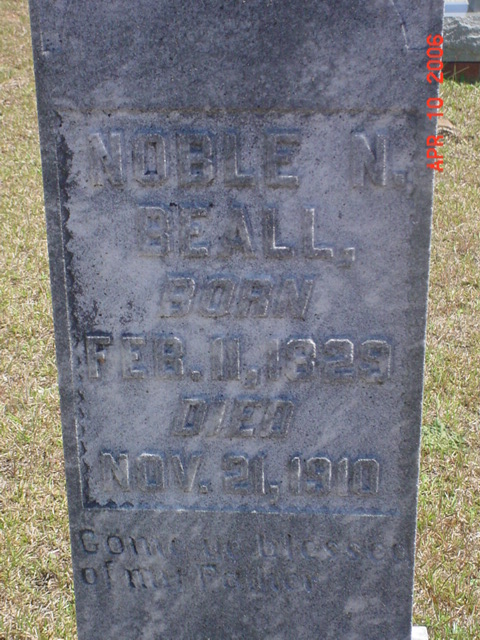 NOBLE N.
BEALL,
BORN
FEB. 11, 1829
DIED
NOV. 21, 1910
Come ye blessed
of my Father
APR 10 2006